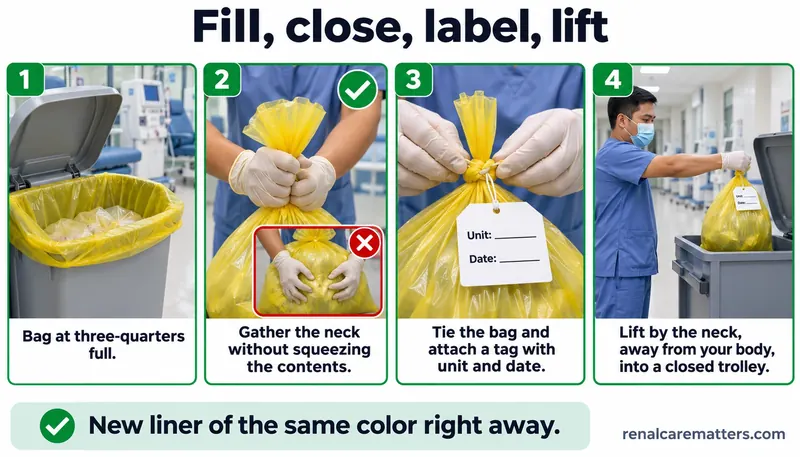 Fill, close, label, lift
1
2
3
4
Unit:
Date:
Bag at three-quarters
full.
Gather the neck
without squeezing
the contents.
Tie the bag and
attach a tag with
unit and date.
Lift by the neck,
away from your body,
into a closed trolley.
New liner of the same color right away.
renalcarematters.com